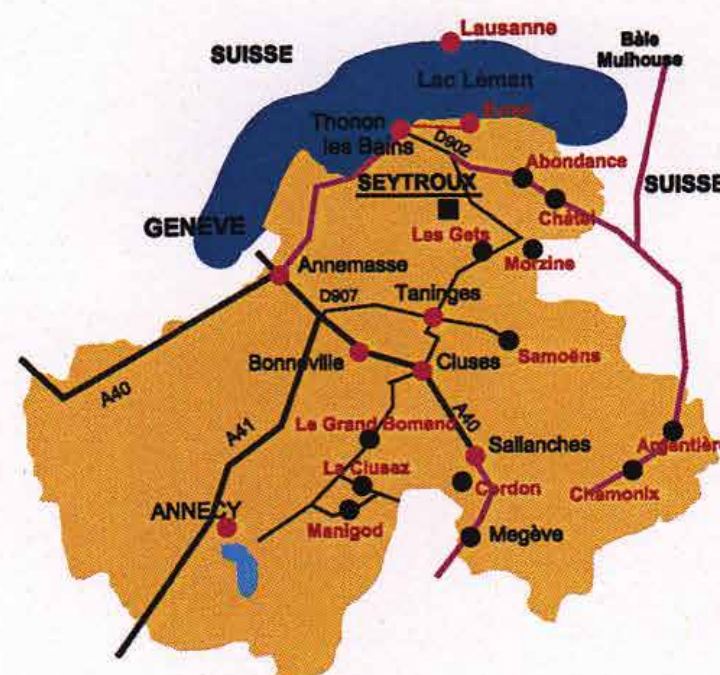 Lausanne
SUISSE
Bâle
Mulhouse
Lac Léman
Evian
Thonon
les Bains
D902
Abondance
SEYTROUX
SUISSE
Châtel
GENEVE
Les Gets
Morzine
Annemasse
D907
Taninges
Samoëns
Bonneville
Cluses
A40
A41
Le Grand Bornand
A40
Sallanches
Argentière
La Clusaz
Cordon
Chamonix
ANNECY
Manigod
Megève